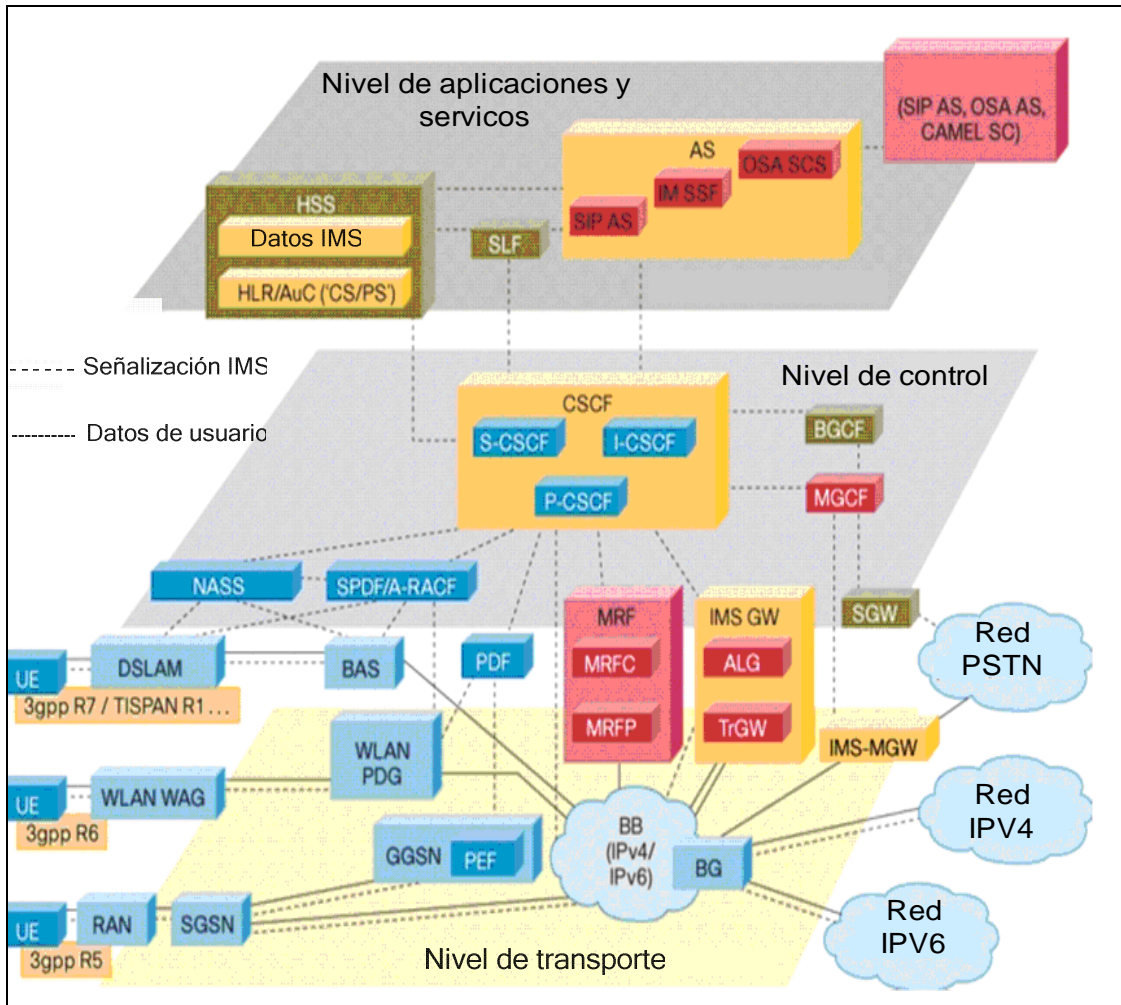 Nivel de aplicaciones y
servicos
(SIP AS, OSA AS,
CAMEL SC)
AS
OSA SCS
IM SSF
SIP AS
HSS
Datos IMS
HLR/AuC ('CS/PS')
SLF
Señalización IMS
Datos de usuario
Nivel de control
CSCF
S-CSCF
I-CSCF
P-CSCF
BGCF
MGCF
NASS
SPDF/A-RACF
SGW
UE
DSLAM
BAS
3gpp R7 / TISPAN R1 ...
PDF
MRF
MRFC
MRFP
IMS GW
ALG
TrGW
IMS-MGW
Red
PSTN
UE
WLAN WAG
3gpp R6
WLAN
PDG
GGSN
PEF
BB
(IPv4/
IPv6)
BG
Red
IPV4
UE
RAN
SGSN
3gpp R5
Red
IPV6
Nivel de transporte